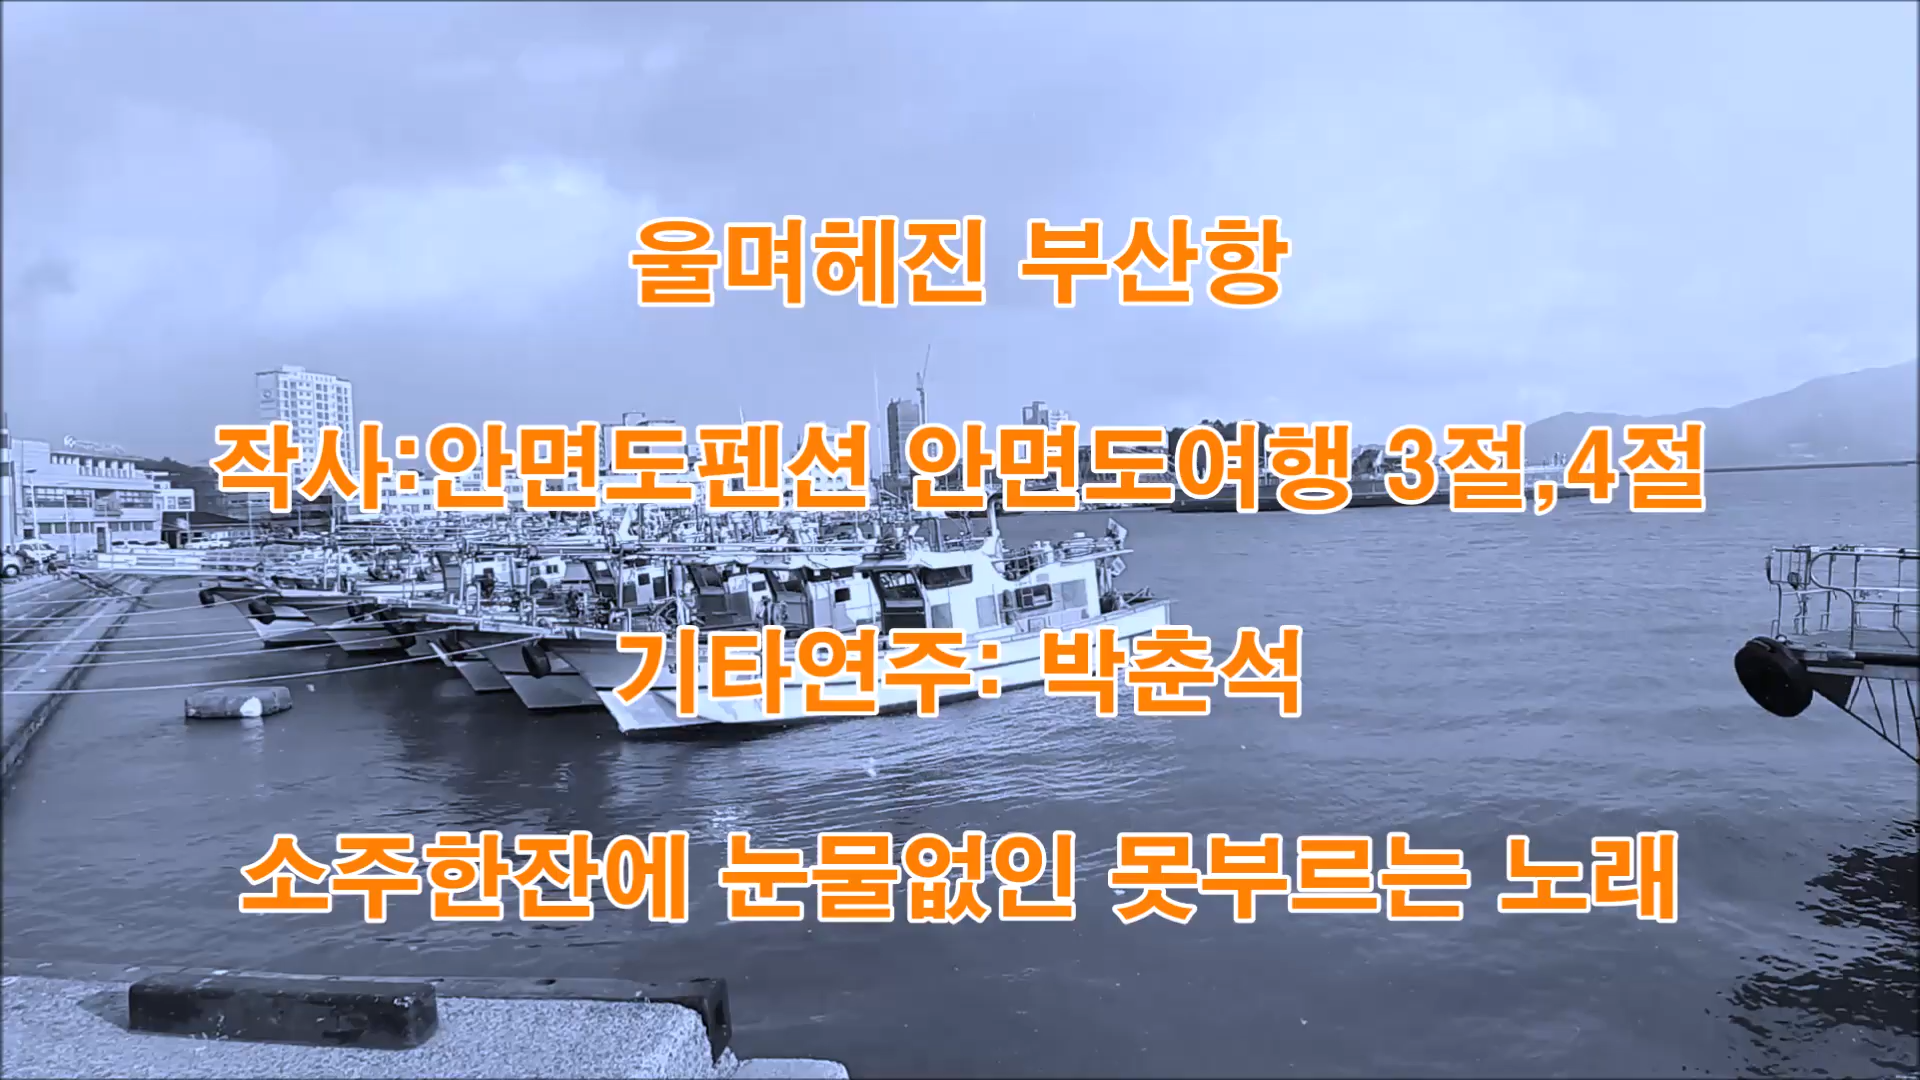 울며헤진 부산항
작사:안면도펜션 안면도여행 3절,4절
기타연주: 박춘석
소주한잔에 눈물없인 못부르는 노래